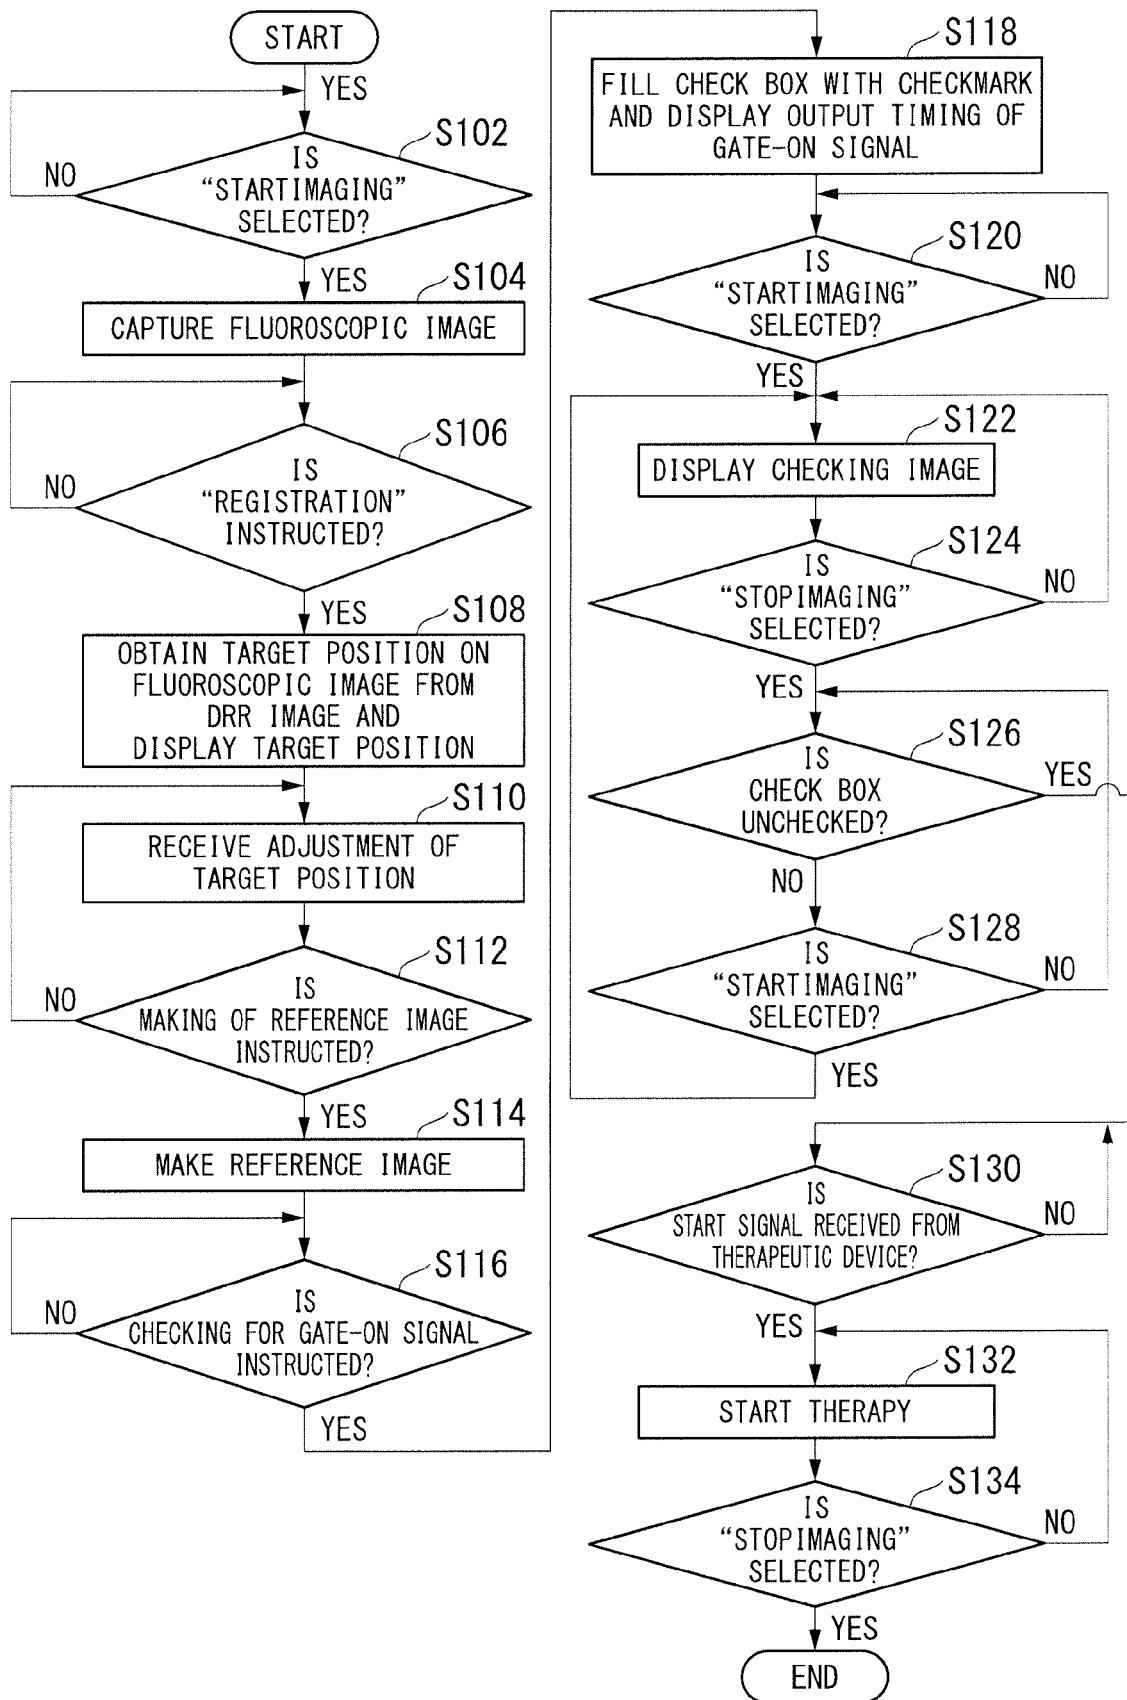 START
YES
S102
IS
“STARTIMAGING”
SELECTED?
NO
YES
S104
CAPTURE FLUOROSCOPIC IMAGE
S106
IS
“REGISTRATION”
INSTRUCTED?
NO
YES
S108
OBTAIN TARGET POSITION ON
FLUOROSCOPIC IMAGE FROM
DRR IMAGE AND
DISPLAY TARGET POSITION
S110
RECEIVE ADJUSTMENT OF
TARGET POSITION
S112
IS
MAKING OF REFERENCE IMAGE
INSTRUCTED?
NO
YES
S114
MAKE REFERENCE IMAGE
S116
IS
CHECKING FOR GATE-ON SIGNAL
INSTRUCTED?
NO
YES
S118
FILL CHECK BOX WITH CHECKMARK
AND DISPLAY OUTPUT TIMING OF
GATE-ON SIGNAL
S120
IS
“STARTIMAGING”
SELECTED?
NO
YES
S122
DISPLAY CHECKING IMAGE
S124
IS
“STOPIMAGING”
SELECTED?
NO
YES
S126
IS
CHECK BOX
UNCHECKED?
YES
NO
S128
IS
“STARTIMAGING”
SELECTED?
NO
YES
S130
IS
START SIGNAL RECEIVED FROM
THERAPEUTIC DEVICE?
NO
YES
S132
START THERAPY
S134
IS
“STOPIMAGING”
SELECTED?
NO
YES
END